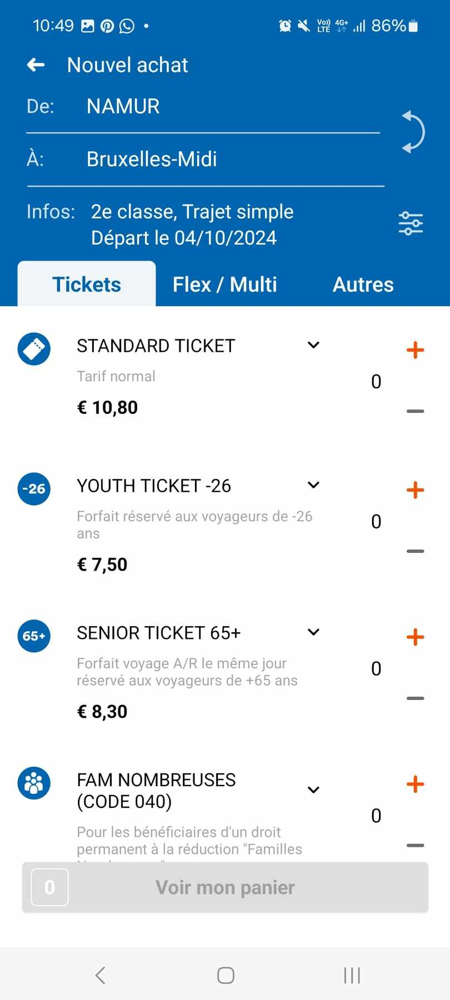 10:49
Vo)) LTE 4G+ 86%
Nouvel achat
De: NAMUR
À: Bruxelles-Midi
Infos: 2e classe, Trajet simple
Départ le 04/10/2024
Tickets Flex / Multi Autres
STANDARD TICKET
Tarif normal
0
€ 10,80
-26 YOUTH TICKET -26
Forfait réservé aux voyageurs de -26
ans
0
€ 7,50
65+ SENIOR TICKET 65+
Forfait voyage A/R le même jour
réservé aux voyageurs de +65 ans
0
€ 8,30
FAM NOMBREUSES
(CODE 040)
0
Pour les bénéficiaires d'un droit
permanent à la réduction "Familles
0 Voir mon panier